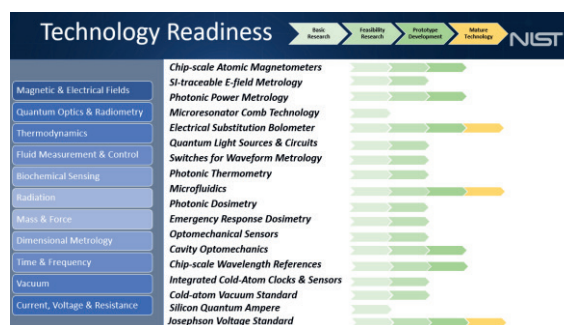 Technology Readiness
Basic
Research
Feasibility
Research
Prototype
Development
Mature
Technology
NIST
Magnetic & Electrical Fields
Quantum Optics & Radiometry
Thermodynamics
Fluid Measurement & Control
Biochemical Sensing
Radiation
Mass & Force
Dimensional Metrology
Time & Frequency
Vacuum
Current, Voltage & Resistance
Chip-scale Atomic Magnetometers
SI-traceable E-field Metrology
Photonic Power Metrology
Microresonator Comb Technology
Electrical Substitution Bolometer
Quantum Light Sources & Circuits
Switches for Waveform Metrology
Photonic Thermometry
Microfluidics
Photonic Dosimetry
Emergency Response Dosimetry
Optomechanical Sensors
Cavity Optomechanics
Chip-scale Wavelength References
Integrated Cold-Atom Clocks & Sensors
Cold-atom Vacuum Standard
Silicon Quantum Ampere
Josephson Voltage Standard